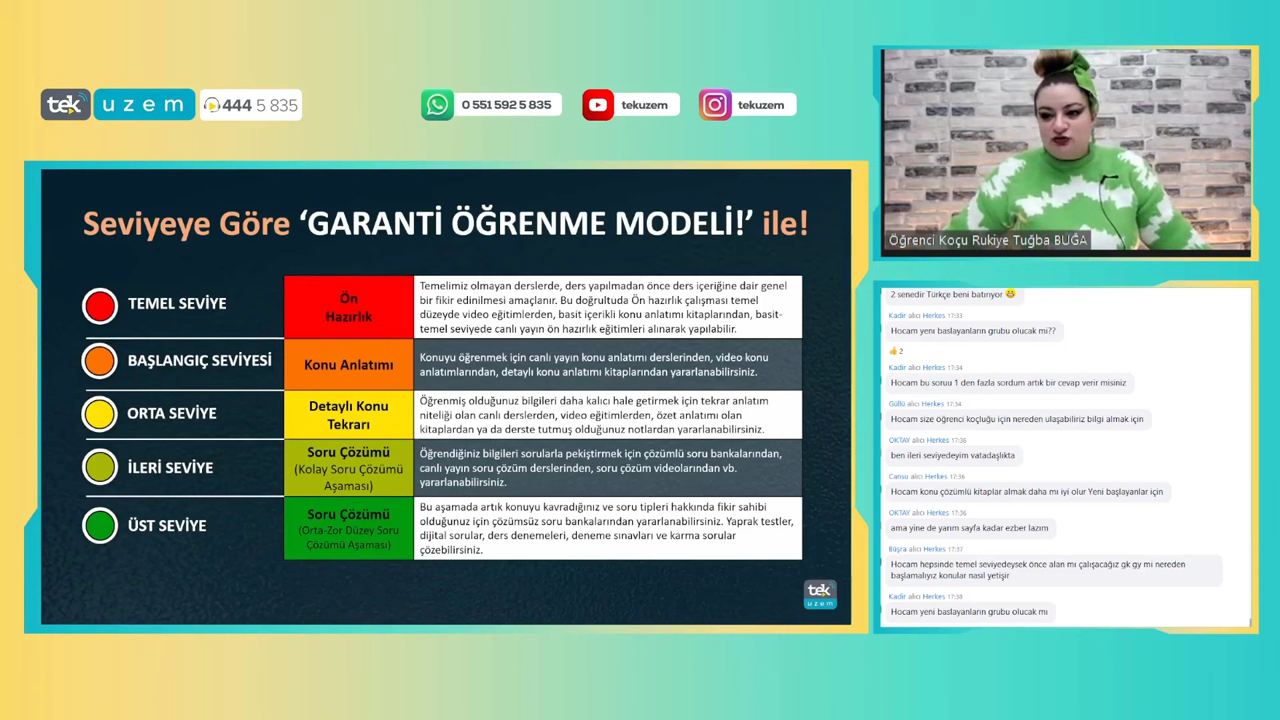 tek uzem 444 5 835
0 551 592 5 835
tekuzem
tekuzem
Seviyeye Göre ‘GARANTİ ÖĞRENME MODELİ!’ ile!
TEMEL SEVİYE
Ön
Hazırlık
Temelimiz olmayan derslerde, ders yapılmadan önce ders içeriğine dair genel
bir fikir edinilmesi amaçlanır. Bu doğrultuda Ön hazırlık çalışması temel
düzeyde video eğitimlerden, basit içerikli konu anlatımı kitaplarından, basit-
temel seviyede canlı yayın ön hazırlık eğitimleri alınarak yapılabilir.
BAŞLANGIÇ SEVİYESİ
Konu Anlatımı
Konuyu öğrenmek için canlı yayın konu anlatımı derslerinden, video konu
anlatımlarından, detaylı konu anlatımı kitaplarından yararlanabilirsiniz.
ORTA SEVİYE
Detaylı Konu
Tekrarı
Öğrenmiş olduğunuz bilgileri daha kalıcı hale getirmek için tekrar anlatım
niteliği olan canlı derslerden, video eğitimlerden, özet anlatımı olan
kitaplardan ya da derste tutmuş olduğunuz notlardan yararlanabilirsiniz.
İLERİ SEVİYE
Soru Çözümü
(Kolay Soru Çözümü
Aşaması)
Öğrendiğiniz bilgileri sorularla pekiştirmek için çözümlü soru bankalarından,
canlı yayın soru çözüm derslerinden, soru çözüm videolarından vb.
yararlanabilirsiniz.
ÜST SEVİYE
Soru Çözümü
(Orta-Zor Düzey Soru
Çözümü Aşaması)
Bu aşamada artık konuyu kavradığınız ve soru tipleri hakkında fikir sahibi
olduğunuz için çözümsüz soru bankalarından yararlanabilirsiniz. Yaprak testler,
dijital sorular, ders denemeleri, deneme sınavları ve karma sorular
çözebilirsiniz.
tek
uzem
Öğrenci Koçu Rukiye Tuğba BUĞA
2 senedir Türkçe beni batırıyor
Kadir alıcı Herkes 17:33
Hocam yenı baslayanların grubu olucak mi??
2
Kadir alıcı Herkes 17:34
Hocam bu soruu 1 den fazla sordum artık bir cevap verir misiniz
Güllü alıcı Herkes 17:34
Hocam size öğrenci koçluğu için nereden ulaşabiliriz bilgi almak için
OKTAY alıcı Herkes 17:36
ben ileri seviyedeyim vatadaşlıkta
Cansu alıcı Herkes 17:36
Hocam konu çözümlü kitaplar almak daha mı iyi olur Yeni başlayanlar için
OKTAY alıcı Herkes 17:36
ama yine de yarım sayfa kadar ezber lazım
Büşra alıcı Herkes 17:37
Hocam hepsinde temel seviyedeysek önce alan mı çalışacağız gk gy mi nereden
başlamalıyız konular nasıl yetişir
Kadir alıcı Herkes 17:38
Hocam yeni baslayanların grubu olucak mı